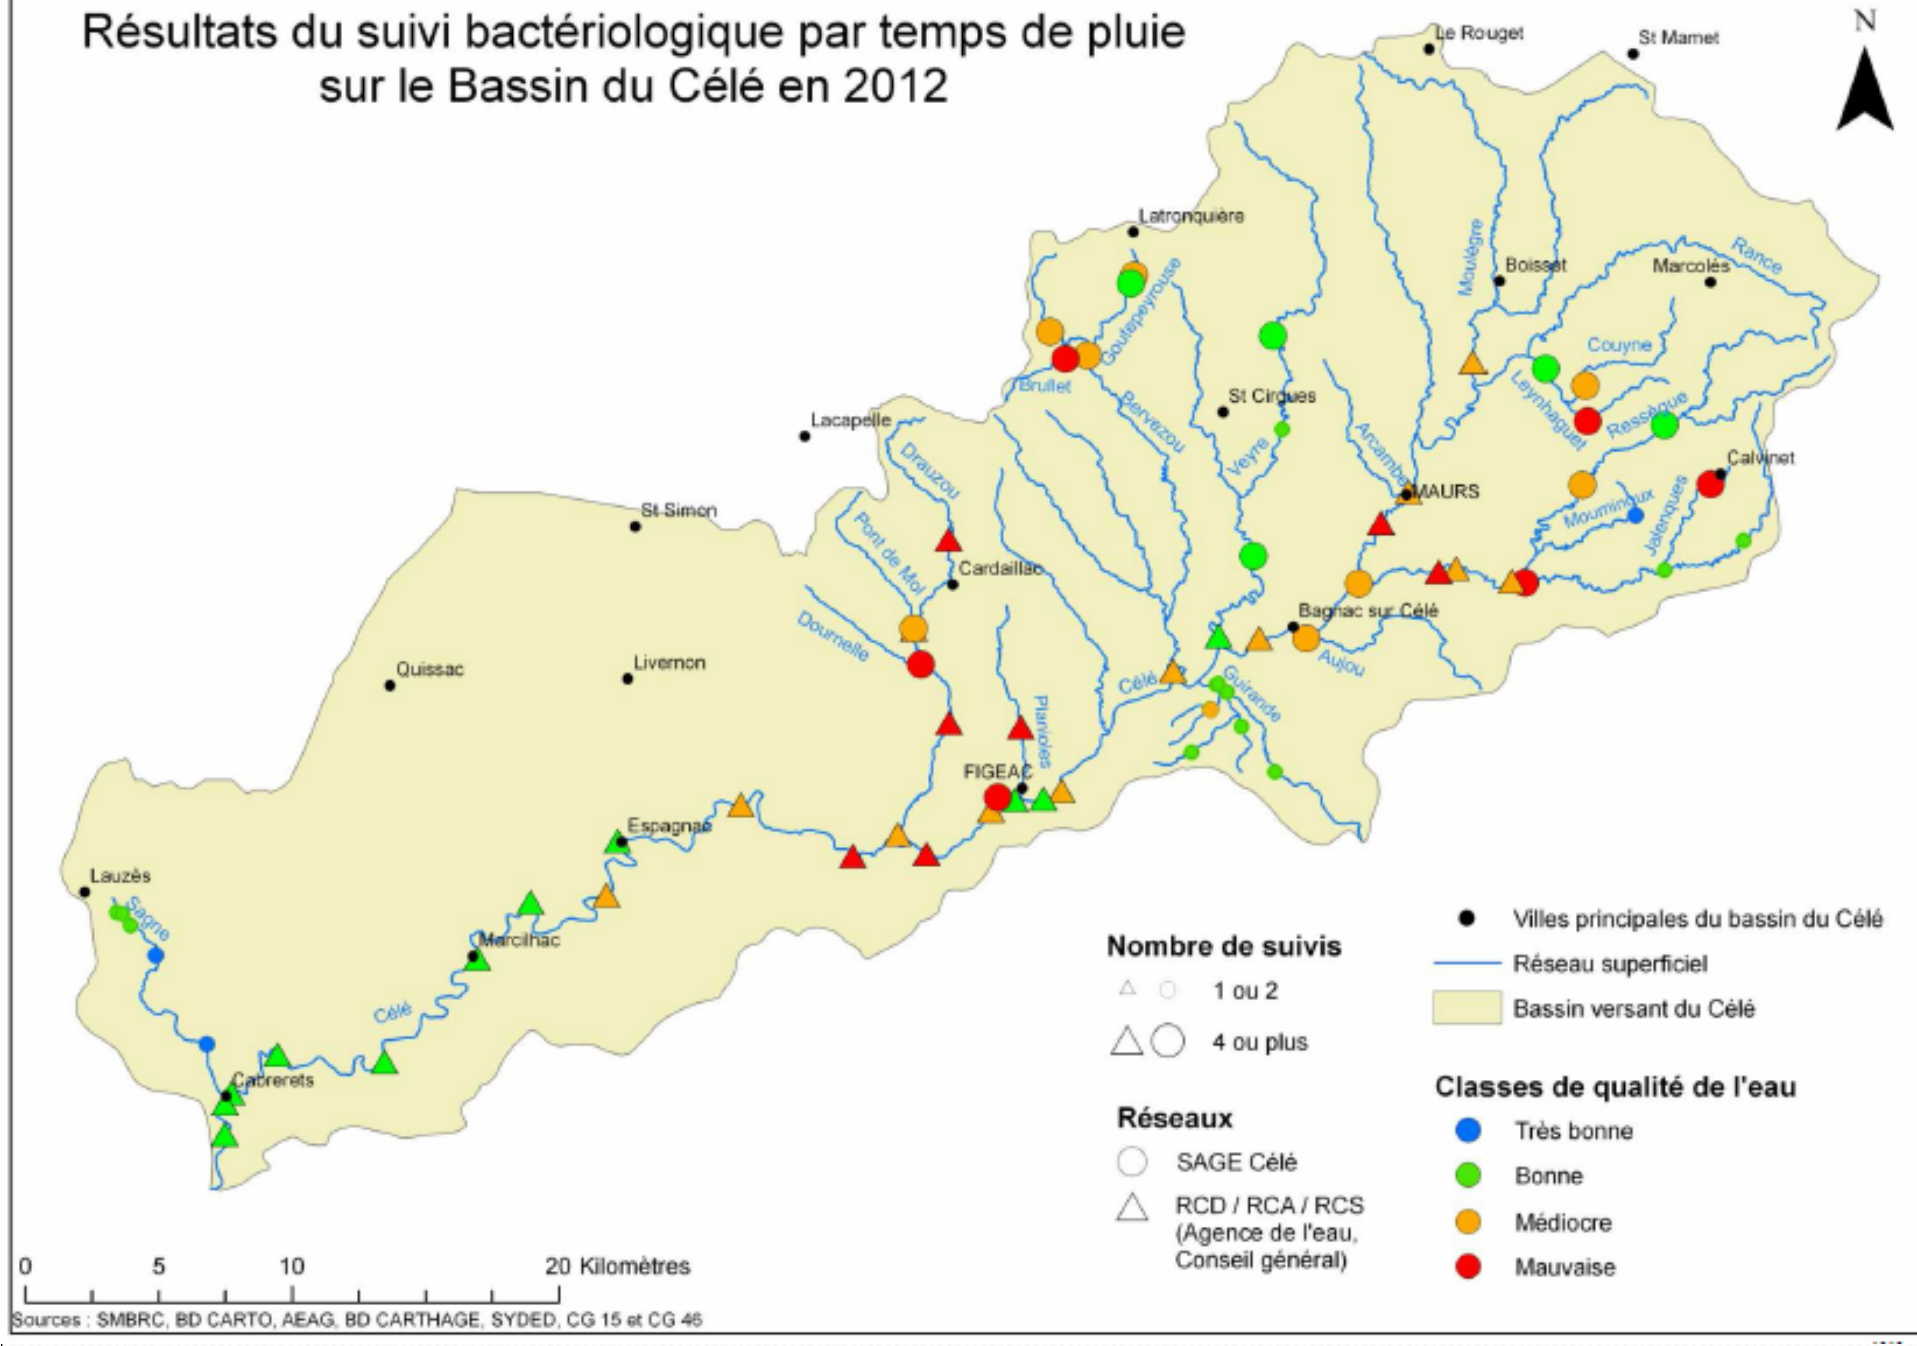 Résultats du suivi bactériologique par temps de pluie
sur le Bassin du Célé en 2012
N
Le Rouget
St Mamet
Latronquière
Moulègre
Boisset
Marcolès
Rance
Goutepeyrouse
Couyne
Brullet
Bervezou
St Cirques
Leynhaguet
Ressègue
Lacapelle
Drauzou
Veyre
Arcambe
MAURS
Calvinet
Mouminoux
Jalenques
St Simon
Pont de Mol
Cardaillac
Bagnac sur Célé
Dournelle
Aujou
Quissac
Livernon
Célé
Guirande
Planioles
FIGEAC
Espagnac
Lauzès
Sagne
Marcilhac
Célé
Cabrerets
Nombre de suivis
1 ou 2
4 ou plus
Réseaux
SAGE Célé
RCD / RCA / RCS
(Agence de l'eau,
Conseil général)
Villes principales du bassin du Célé
Réseau superficiel
Bassin versant du Célé
Classes de qualité de l'eau
Très bonne
Bonne
Médiocre
Mauvaise
0 5 10 20 Kilomètres
Sources : SMBRC, BD CARTO, AEAG, BD CARTHAGE, SYDED, CG 15 et CG 46